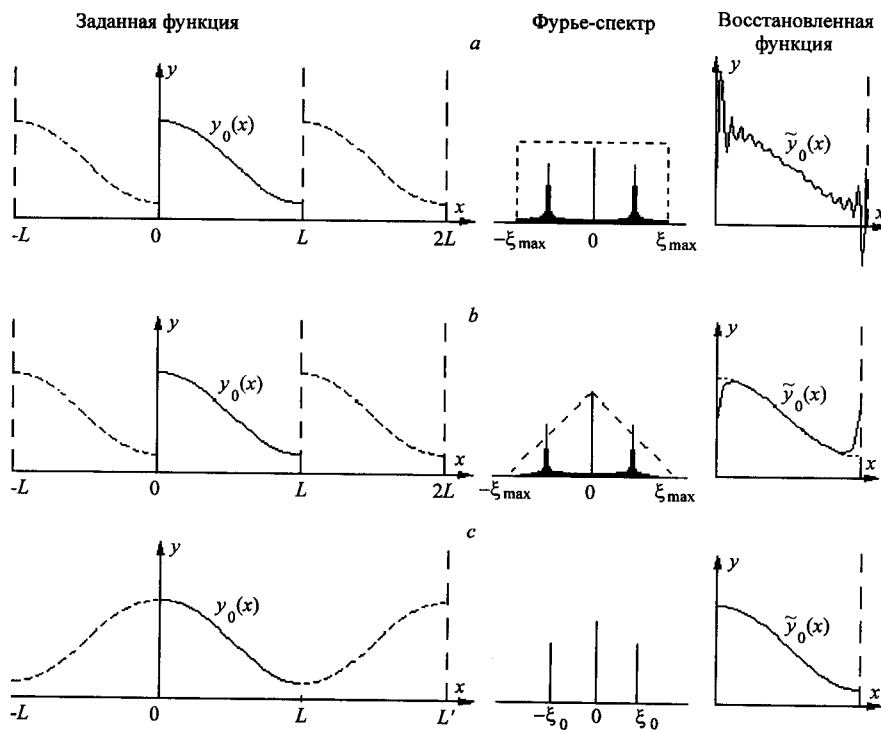 Заданная функция
Фурье-спектр
Восстановленная
функция
a
y
y₀(x)
x
-L
0
L
2L
−ξmax
0
ξmax
y
ỹ₀(x)
x
b
y
y₀(x)
x
-L
0
L
2L
−ξmax
0
ξmax
y
ỹ₀(x)
x
c
y
y₀(x)
x
-L
0
L
L'
−ξ₀
0
ξ₀
y
ỹ₀(x)
x